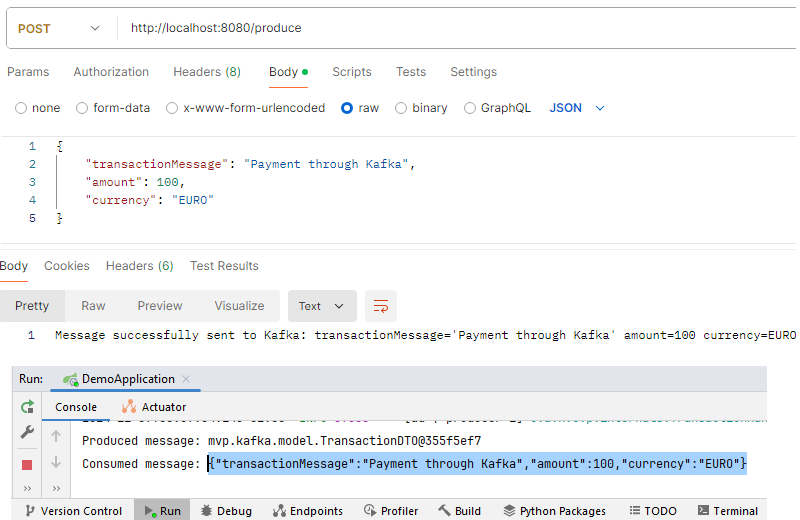 POST http://localhost:8080/produce
Params Authorization Headers (8) Body Scripts Tests Settings
none form-data x-www-form-urlencoded raw binary GraphQL JSON
1 {
2 "transactionMessage": "Payment through Kafka",
3 "amount": 100,
4 "currency": "EURO"
5 }
Body Cookies Headers (6) Test Results
Pretty Raw Preview Visualize Text
1 Message successfully sent to Kafka: transactionMessage='Payment through Kafka' amount=100 currency=EURO
Run: DemoApplication
Console Actuator
Produced message: mvp.kafka.model.TransactionDTO@355f5ef7
Consumed message: {"transactionMessage":"Payment through Kafka","amount":100,"currency":"EURO"}
Version Control Run Debug Endpoints Profiler Build Python Packages TODO Terminal